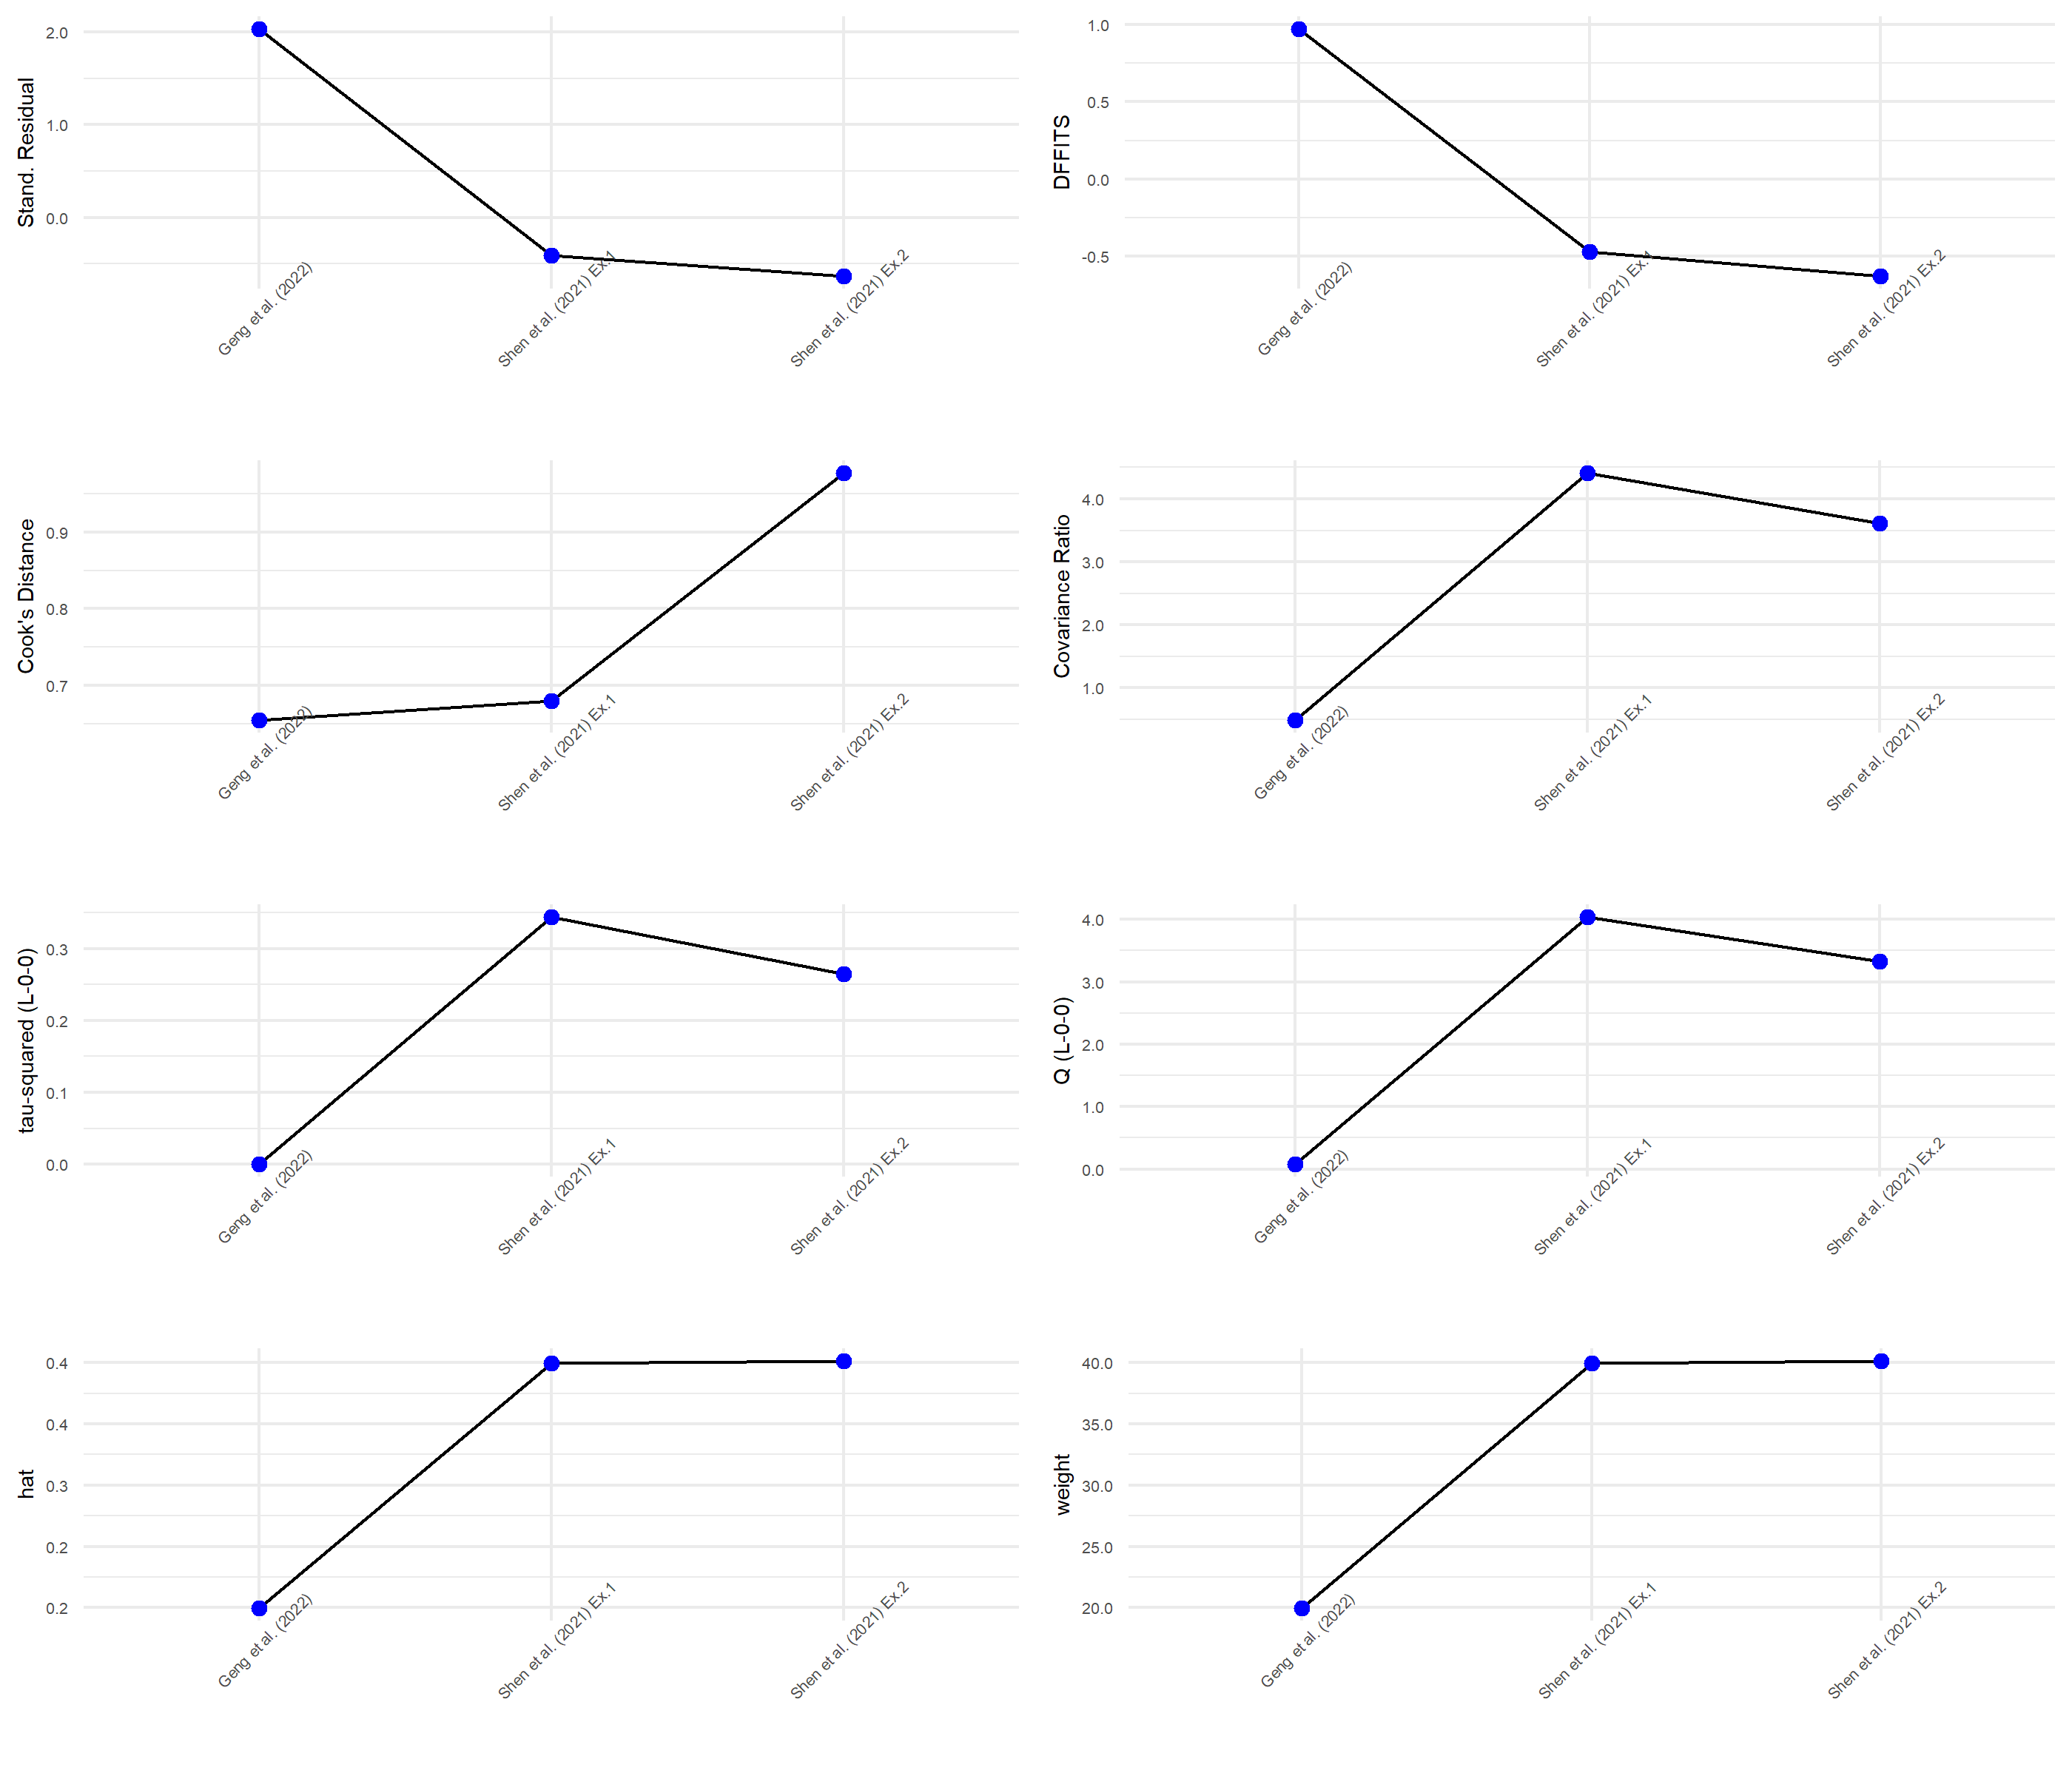 Stand. Residual
2.0
1.0
0.0
Geng et al. (2022)
Shen et al. (2021) Ex.1
Shen et al. (2021) Ex.2
DFFITS
1.0
0.5
0.0
-0.5
Geng et al. (2022)
Shen et al. (2021) Ex.1
Shen et al. (2021) Ex.2
Cook's Distance
0.9
0.8
0.7
Geng et al. (2022)
Shen et al. (2021) Ex.1
Shen et al. (2021) Ex.2
Covariance Ratio
4.0
3.0
2.0
1.0
Geng et al. (2022)
Shen et al. (2021) Ex.1
Shen et al. (2021) Ex.2
tau-squared (L-0-0)
0.3
0.2
0.1
0.0
Geng et al. (2022)
Shen et al. (2021) Ex.1
Shen et al. (2021) Ex.2
Q (L-0-0)
4.0
3.0
2.0
1.0
0.0
Geng et al. (2022)
Shen et al. (2021) Ex.1
Shen et al. (2021) Ex.2
hat
0.4
0.4
0.3
0.2
0.2
Geng et al. (2022)
Shen et al. (2021) Ex.1
Shen et al. (2021) Ex.2
weight
40.0
35.0
30.0
25.0
20.0
Geng et al. (2022)
Shen et al. (2021) Ex.1
Shen et al. (2021) Ex.2